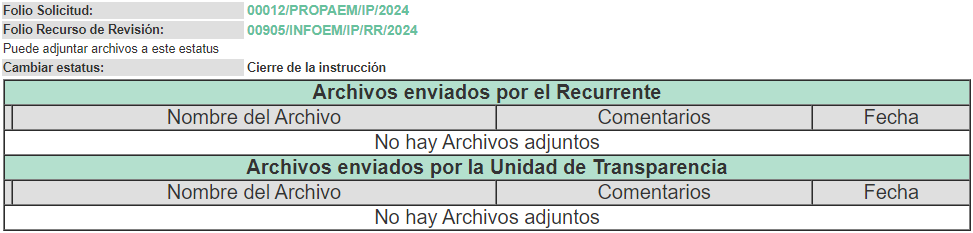 Folio Solicitud: 00012/PROPAEM/IP/2024
Folio Recurso de Revisión: 00905/INFOEM/IP/RR/2024
Puede adjuntar archivos a este estatus
Cambiar estatus: Cierre de la instrucción
Archivos enviados por el Recurrente
Nombre del Archivo Comentarios Fecha
No hay Archivos adjuntos
Archivos enviados por la Unidad de Transparencia
Nombre del Archivo Comentarios Fecha
No hay Archivos adjuntos